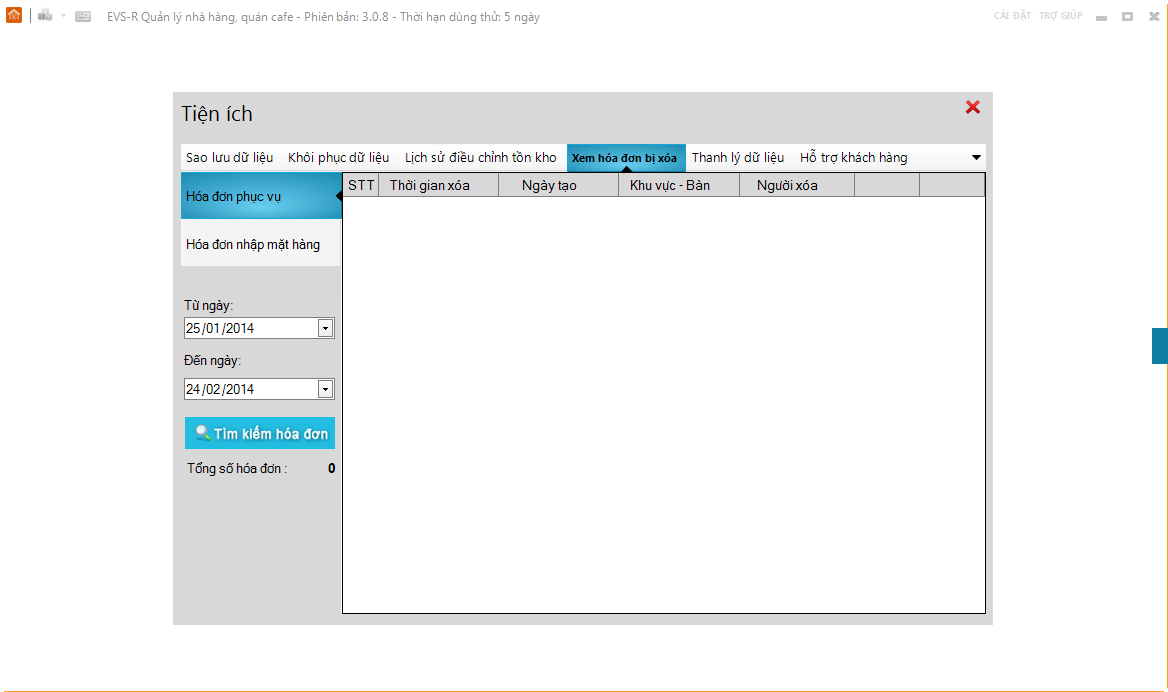 EVS-R Quản lý nhà hàng, quán cafe - Phiên bản: 3.0.8 - Thời hạn dùng thử: 5 ngày
CÀI ĐẶT TRỢ GIÚP
Tiện ích
Sao lưu dữ liệu Khôi phục dữ liệu Lịch sử điều chỉnh tồn kho Xem hóa đơn bị xóa Thanh lý dữ liệu Hỗ trợ khách hàng
STT Thời gian xóa Ngày tạo Khu vực - Bàn Người xóa
Hóa đơn phục vụ
Hóa đơn nhập mặt hàng
Từ ngày:
25/01/2014
Đến ngày:
24/02/2014
Tìm kiếm hóa đơn
Tổng số hóa đơn : 0